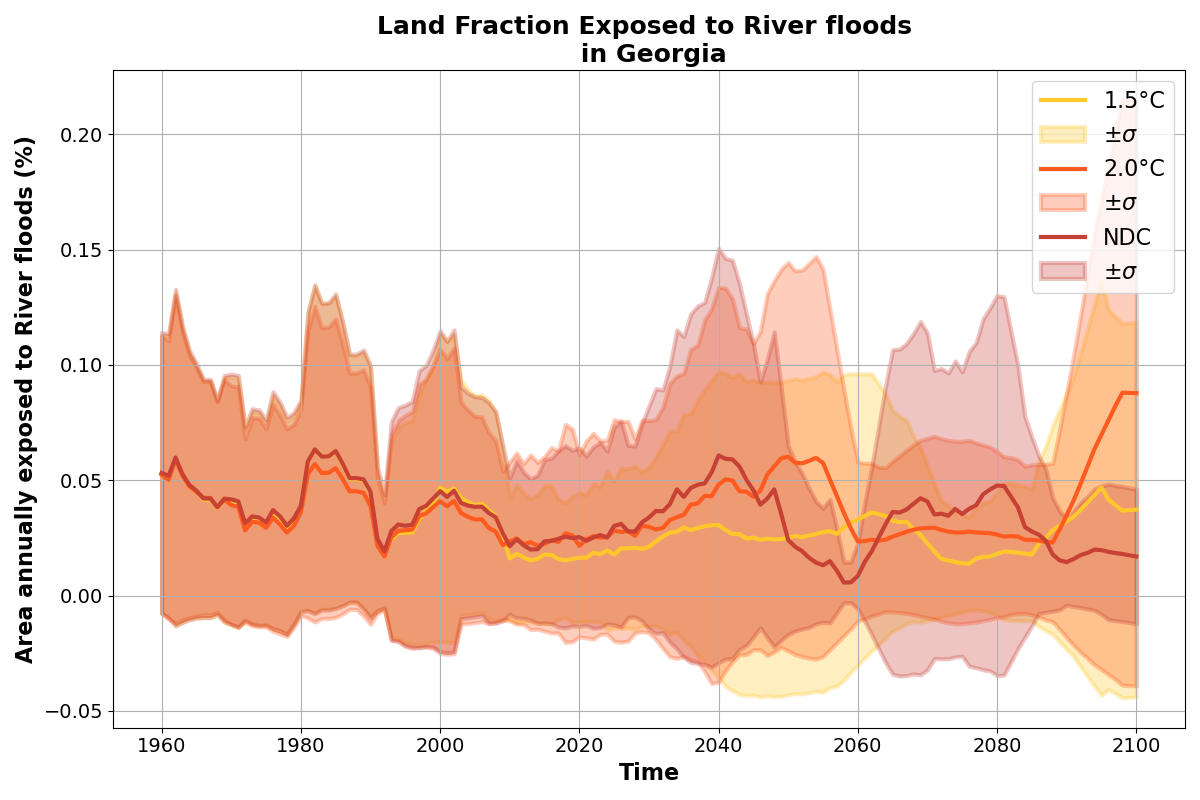 Land Fraction Exposed to River floods
in Georgia
Area annually exposed to River floods (%)
0.20
0.15
0.10
0.05
0.00
−0.05
1960
1980
2000
2020
2040
2060
2080
2100
Time
1.5°C
±σ
2.0°C
±σ
NDC
±σ